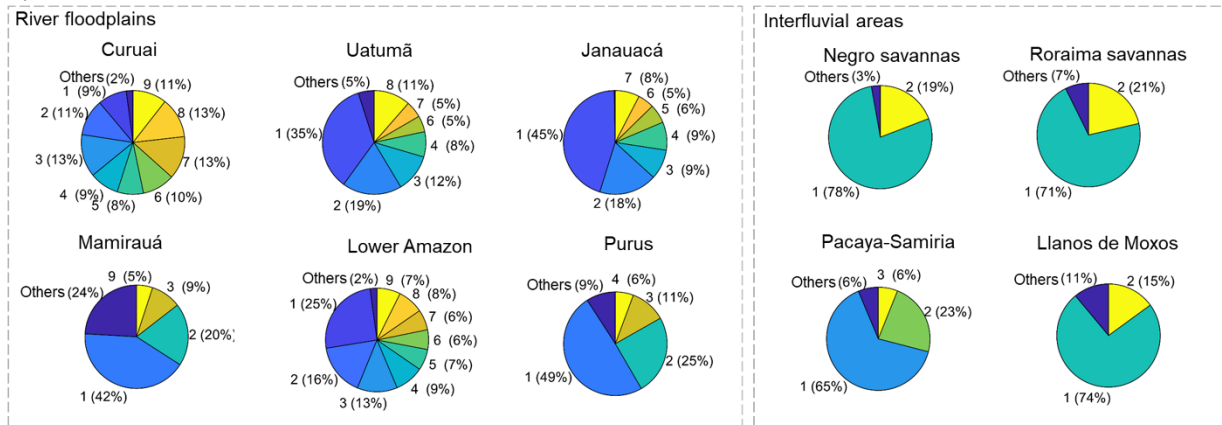 River floodplains
Curuai
Others (2%)
9 (11%)
8 (13%)
7 (13%)
6 (10%)
5 (8%)
4 (9%)
3 (13%)
2 (11%)
1 (9%)
Uatumã
Others (5%)
8 (11%)
7 (5%)
6 (5%)
4 (8%)
3 (12%)
2 (19%)
1 (35%)
Janauacá
7 (8%)
6 (5%)
5 (6%)
4 (9%)
3 (9%)
2 (18%)
1 (45%)
Mamirauá
9 (5%)
3 (9%)
2 (20%)
1 (42%)
Others (24%)
Lower Amazon
Others (2%)
9 (7%)
8 (8%)
7 (6%)
6 (6%)
5 (7%)
4 (9%)
3 (13%)
2 (16%)
1 (25%)
Purus
Others (9%)
4 (6%)
3 (11%)
2 (25%)
1 (49%)
Interfluvial areas
Negro savannas
Others (3%)
2 (19%)
1 (78%)
Roraima savannas
Others (7%)
2 (21%)
1 (71%)
Pacaya-Samiria
Others (6%)
3 (6%)
2 (23%)
1 (65%)
Llanos de Moxos
Others (11%)
2 (15%)
1 (74%)